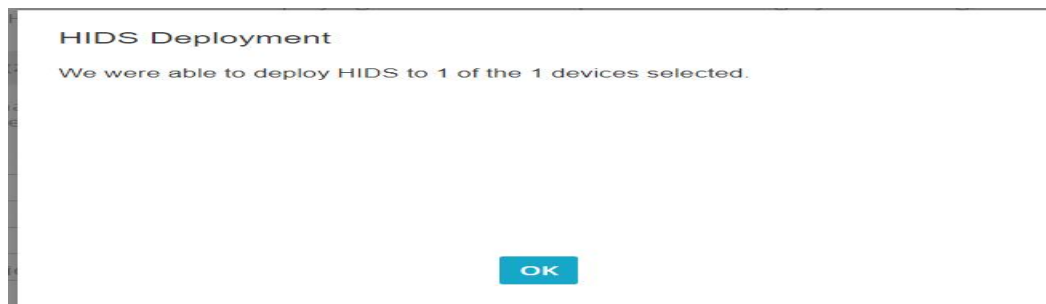 HIDS Deployment
We were able to deploy HIDS to 1 of the 1 devices selected.
OK